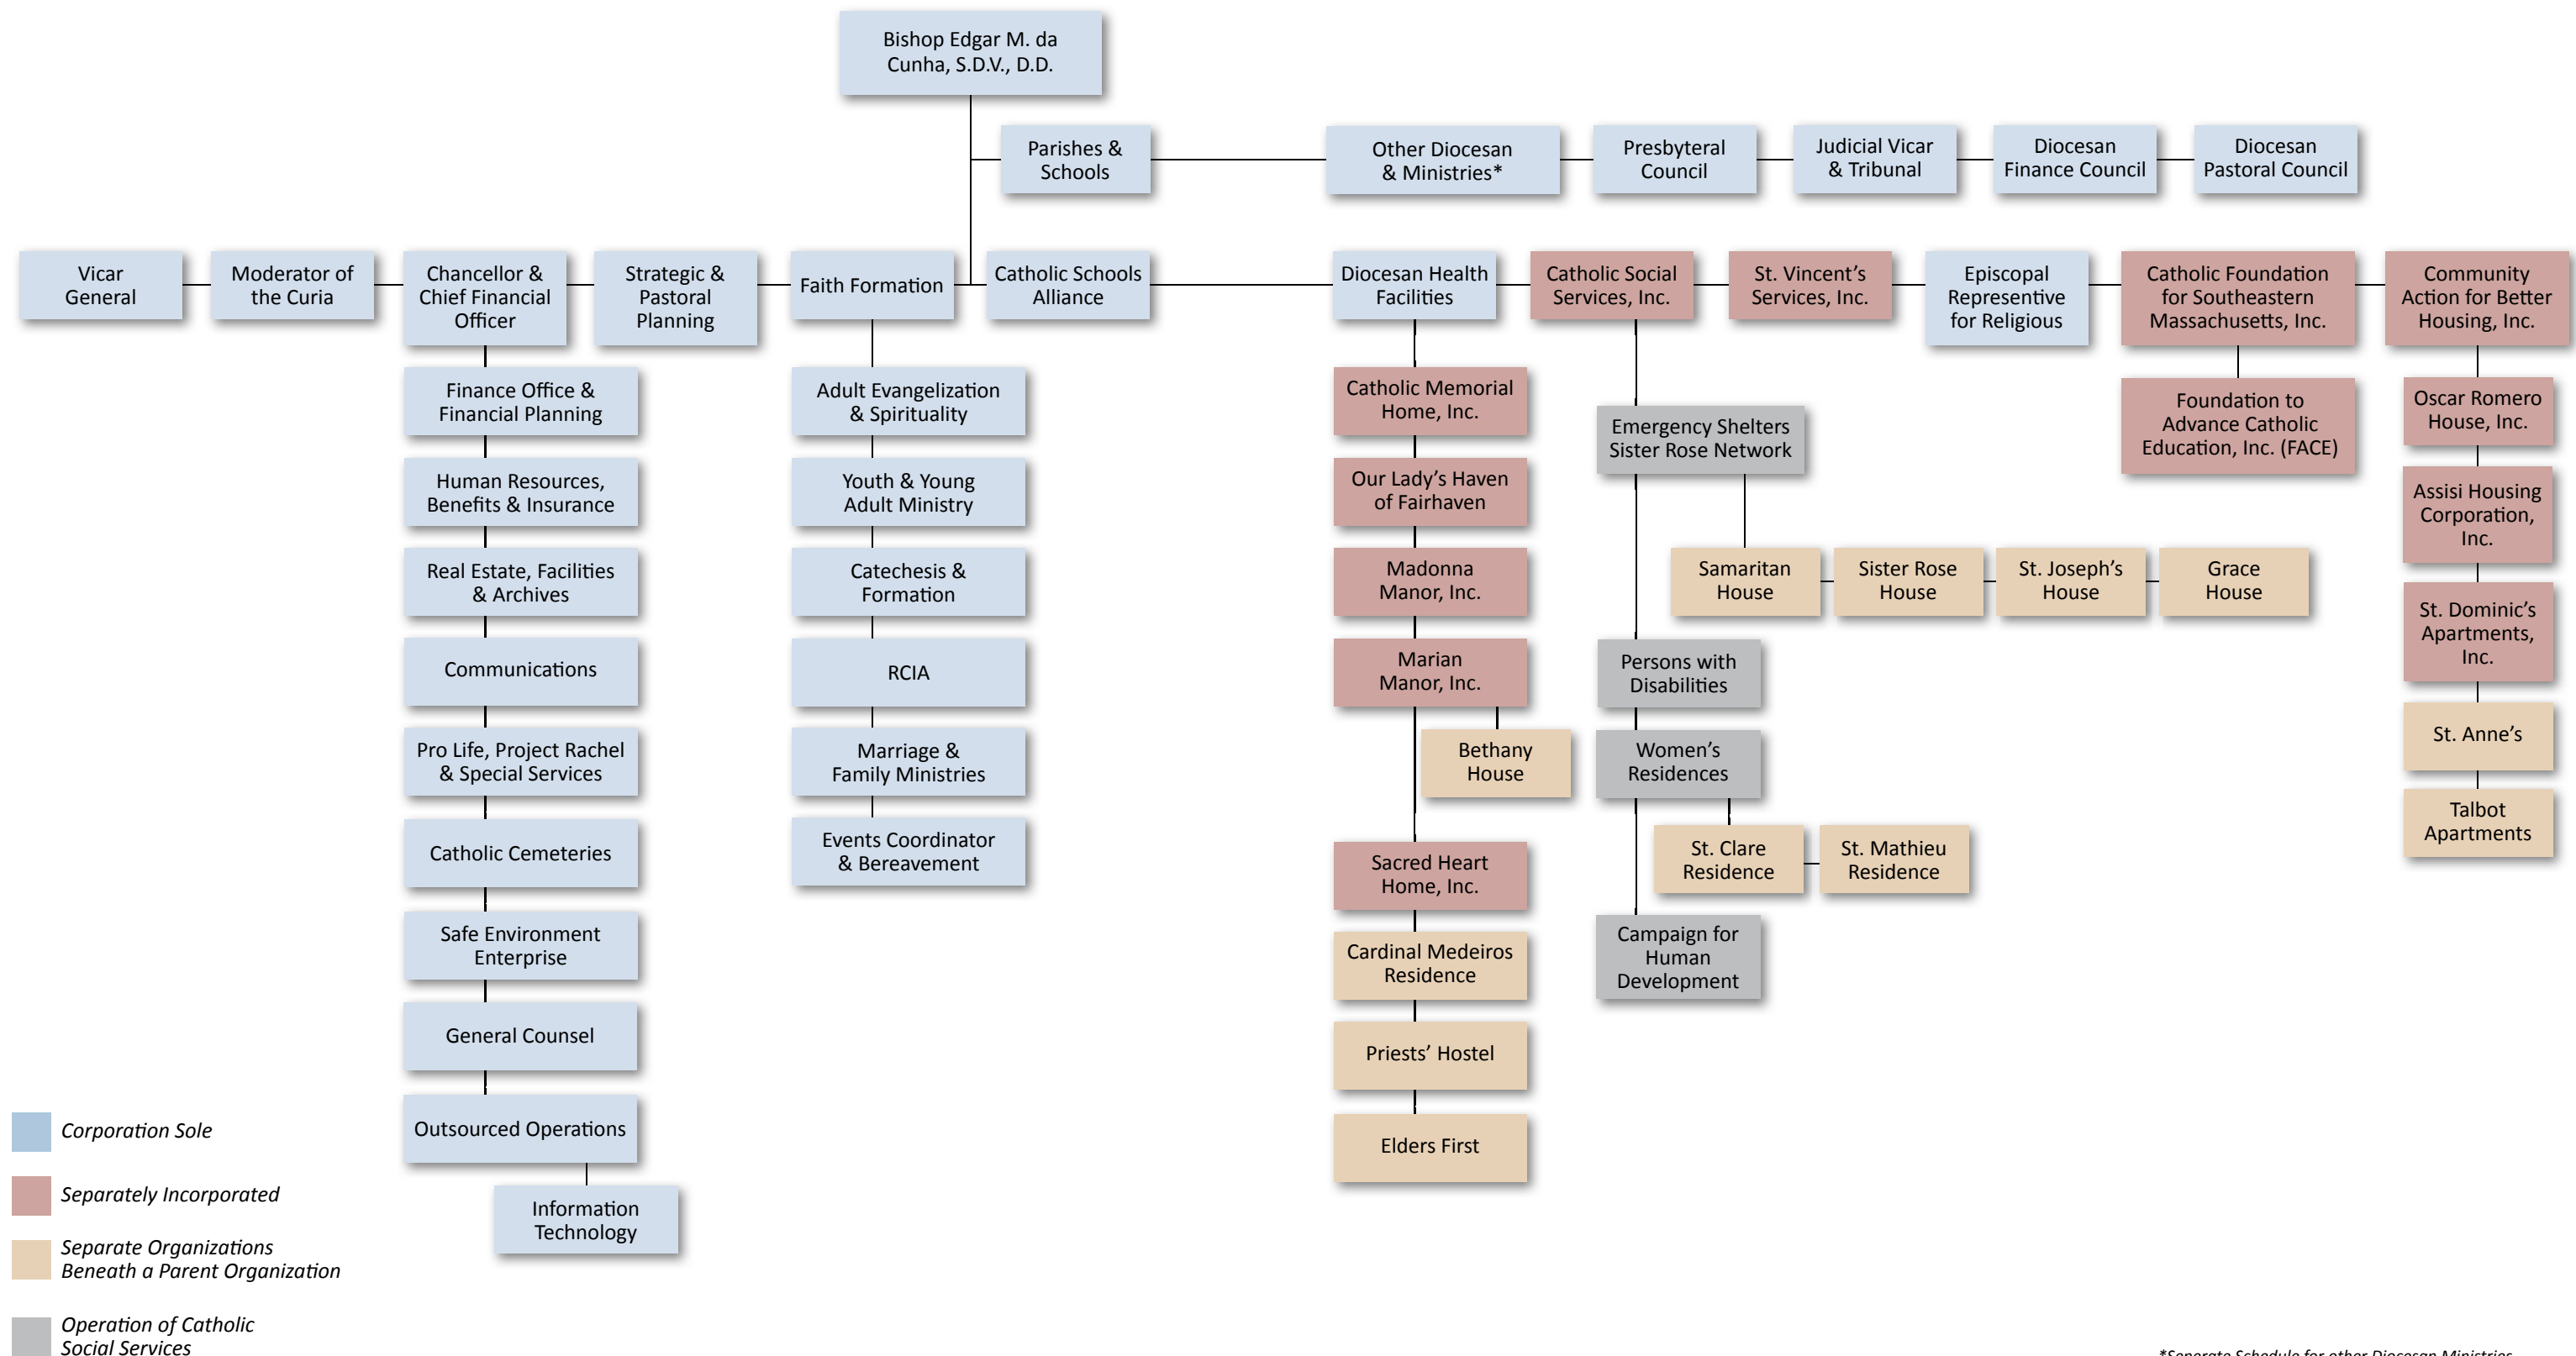 Bishop Edgar M. da
Cunha, S.D.V., D.D.
Parishes &
Schools
Other Diocesan
& Ministries*
Presbyteral
Council
Judicial Vicar
& Tribunal
Diocesan
Finance Council
Diocesan
Pastoral Council
Vicar
General
Moderator of
the Curia
Chancellor &
Chief Financial
Officer
Strategic &
Pastoral
Planning
Faith Formation
Catholic Schools
Alliance
Diocesan Health
Facilities
Catholic Social
Services, Inc.
St. Vincent's
Services, Inc.
Episcopal
Representive
for Religious
Catholic Foundation
for Southeastern
Massachusetts, Inc.
Community
Action for Better
Housing, Inc.
Finance Office &
Financial Planning
Human Resources,
Benefits & Insurance
Real Estate, Facilities
& Archives
Communications
Pro Life, Project Rachel
& Special Services
Catholic Cemeteries
Safe Environment
Enterprise
General Counsel
Outsourced Operations
Information
Technology
Adult Evangelization
& Spirituality
Youth & Young
Adult Ministry
Catechesis &
Formation
RCIA
Marriage &
Family Ministries
Events Coordinator
& Bereavement
Catholic Memorial
Home, Inc.
Our Lady's Haven
of Fairhaven
Madonna
Manor, Inc.
Marian
Manor, Inc.
Bethany
House
Sacred Heart
Home, Inc.
Cardinal Medeiros
Residence
Priests' Hostel
Elders First
Emergency Shelters
Sister Rose Network
Samaritan
House
Sister Rose
House
St. Joseph's
House
Grace
House
Persons with
Disabilities
Women's
Residences
St. Clare
Residence
St. Mathieu
Residence
Campaign for
Human
Development
Foundation to
Advance Catholic
Education, Inc. (FACE)
Oscar Romero
House, Inc.
Assisi Housing
Corporation,
Inc.
St. Dominic's
Apartments,
Inc.
St. Anne's
Talbot
Apartments
Corporation Sole
Separately Incorporated
Separate Organizations
Beneath a Parent Organization
Operation of Catholic
Social Services
*Seperate Schedule for other Diocesan Ministries